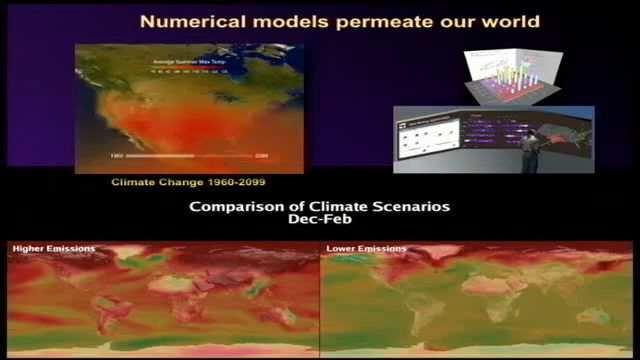 Numerical models permeate our world
Average Summer Max Temp
1960
2099
Climate Change 1960-2099
Comparison of Climate Scenarios
Dec-Feb
Higher Emissions
Lower Emissions